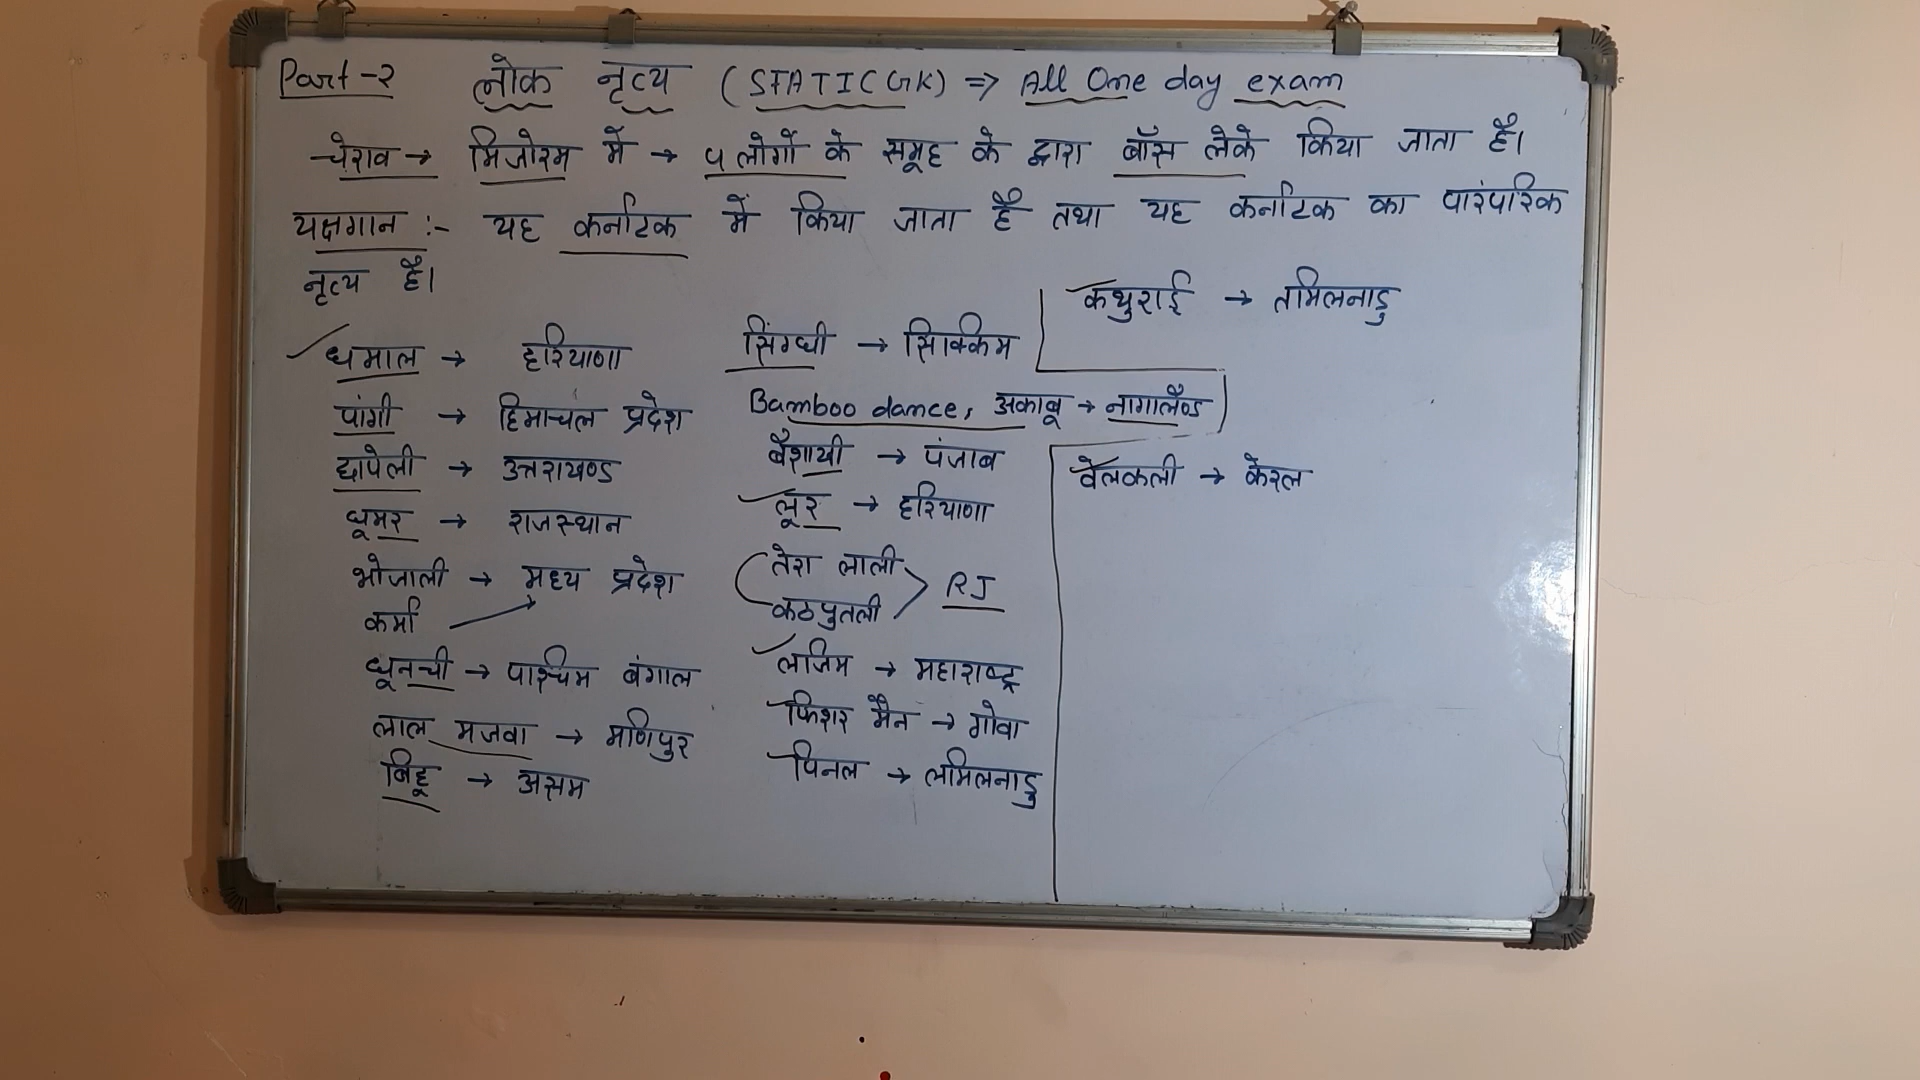 Part-2 लोक नृत्य (STATIC GK) => All One day exam
चेराव → मिजोरम में → 4 लोगों के समूह के द्वारा बाँस लेके किया जाता है।
यक्षगान :- यह कर्नाटक में किया जाता है तथा यह कर्नाटक का पारंपरिक
नृत्य है।
धमाल → हरियाणा
पांगी → हिमाचल प्रदेश
छापेली → उत्तराखण्ड
घूमर → राजस्थान
भोजाली → मध्य प्रदेश
कर्मा
धूनची → पश्चिम बंगाल
लाल मजवा → मणिपुर
बिहू → असम
सिंग्घी → सिक्किम
Bamboo dance, अकाबू → नागालैण्ड
बैशाखी → पंजाब
लूर → हरियाणा
तेरा लाली
कठपुतली
RJ
लजिम → महाराष्ट्र
फिशर मैन → गोवा
पिनल → तमिलनाडु
कथुराई → तमिलनाडु
वेलकली → केरल